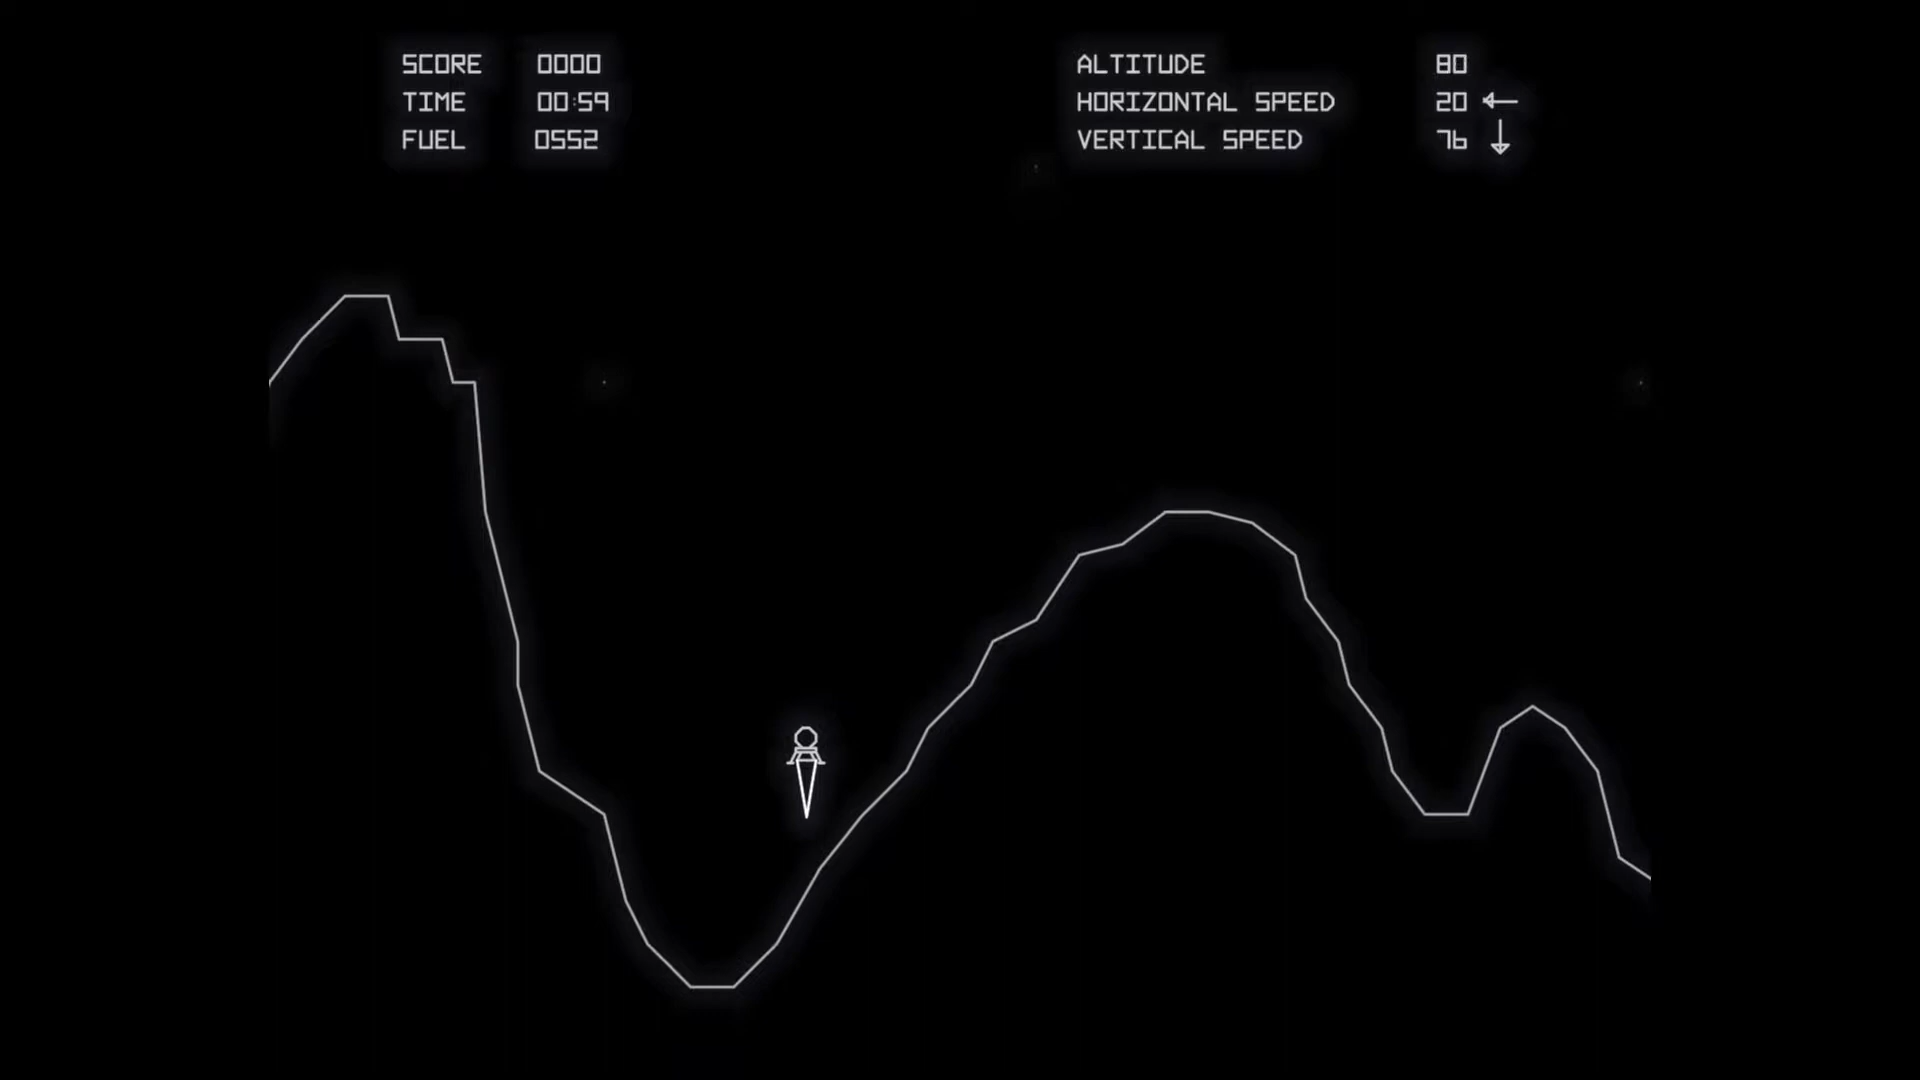 SCORE 0000
TIME 00:59
FUEL 0552
ALTITUDE 80
HORIZONTAL SPEED 20 ←
VERTICAL SPEED 76 ↓